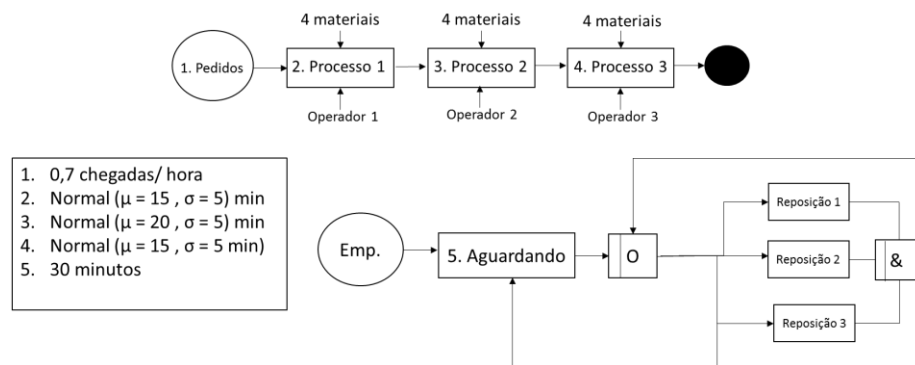 4 materiais
4 materiais
4 materiais
1. Pedidos
2. Processo 1
3. Processo 2
4. Processo 3
Operador 1
Operador 2
Operador 3
1. 0,7 chegadas/ hora
2. Normal (μ = 15 , σ = 5) min
3. Normal (μ = 20 , σ = 5) min
4. Normal (μ = 15 , σ = 5 min)
5. 30 minutos
Emp.
5. Aguardando
O
Reposição 1
Reposição 2
&
Reposição 3